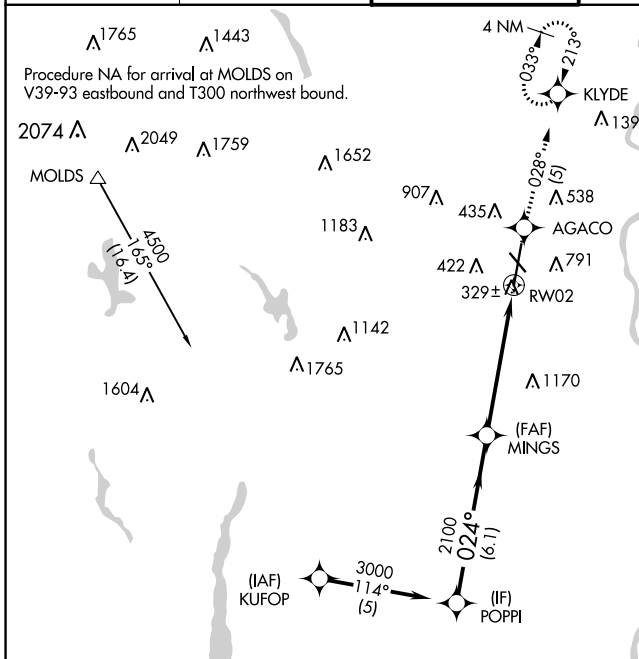 1765
1443
4 NM
033°
213°
Procedure NA for arrival at MOLDS on
V39-93 eastbound and T300 northwest bound.
KLYDE
139
2074
2049
1759
1652
028°
(5)
MOLDS
907
435
538
AGACO
4500
165°
(16.4)
1183
422
791
329±
RW02
1142
1765
1604
1170
(FAF)
MINGS
2100
024°
(6.1)
(IAF)
KUFOP
3000
114°
(5)
(IF)
POPPI